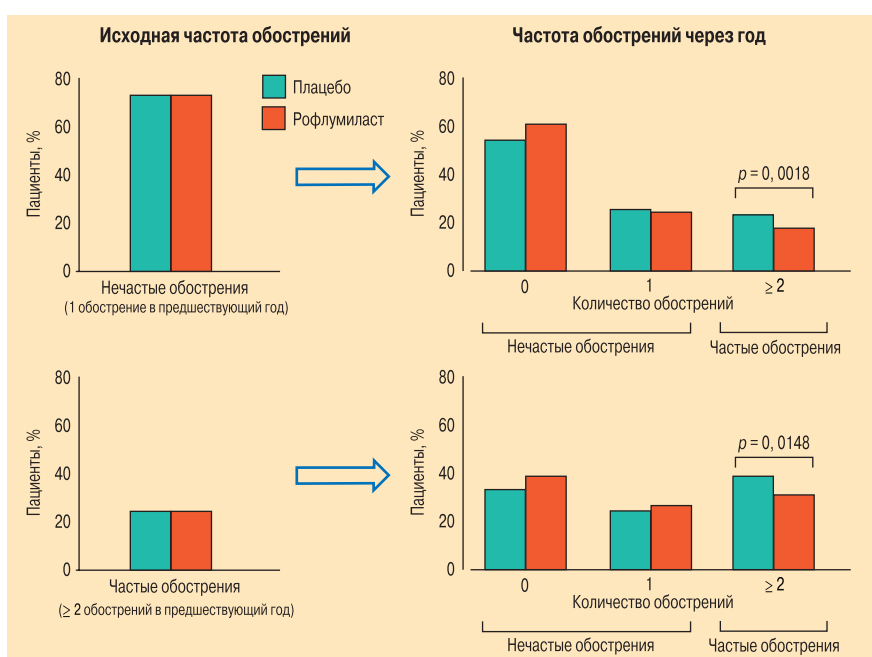 Исходная частота обострений
80
60
40
20
0
Пациенты, %
Плацебо
Рофлумиласт
Нечастые обострения
(1 обострение в предшествующий год)
Частота обострений через год
80
60
40
20
0
Пациенты, %
p = 0, 0018
0
1
≥ 2
Количество обострений
Нечастые обострения
Частые обострения
80
60
40
20
0
Пациенты, %
Частые обострения
(≥ 2 обострений в предшествующий год)
80
60
40
20
0
Пациенты, %
p = 0, 0148
0
1
≥ 2
Количество обострений
Нечастые обострения
Частые обострения